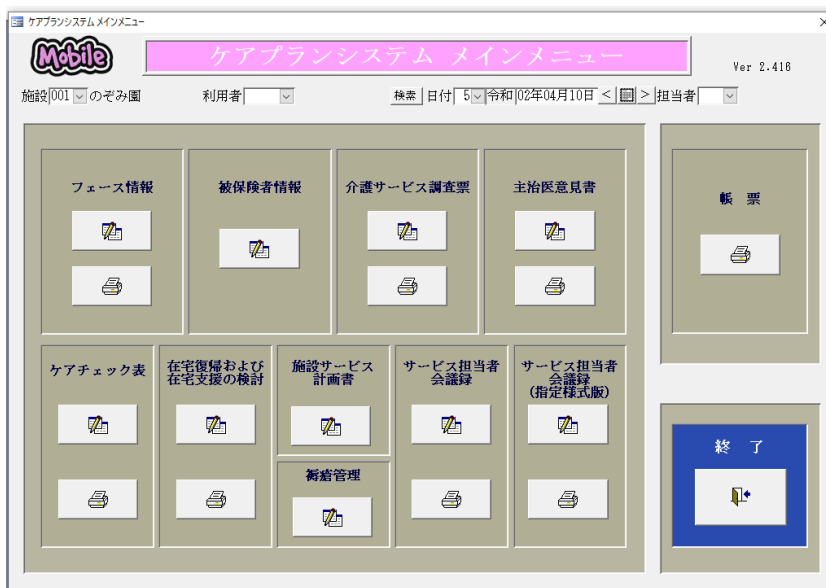 ケアプランシステム メインメニュー
Mobile
ケアプランシステム メインメニュー
Ver 2.416
施設 001 のぞみ園 利用者 検索 日付 5 令和 02年04月10日 < > 担当者
フェース情報
被保険者情報
介護サービス調査票
主治医意見書
帳 票
ケアチェック表
在宅復帰および
在宅支援の検討
施設サービス
計画書
褥瘡管理
サービス担当者
会議録
サービス担当者
会議録
(指定様式版)
終 了